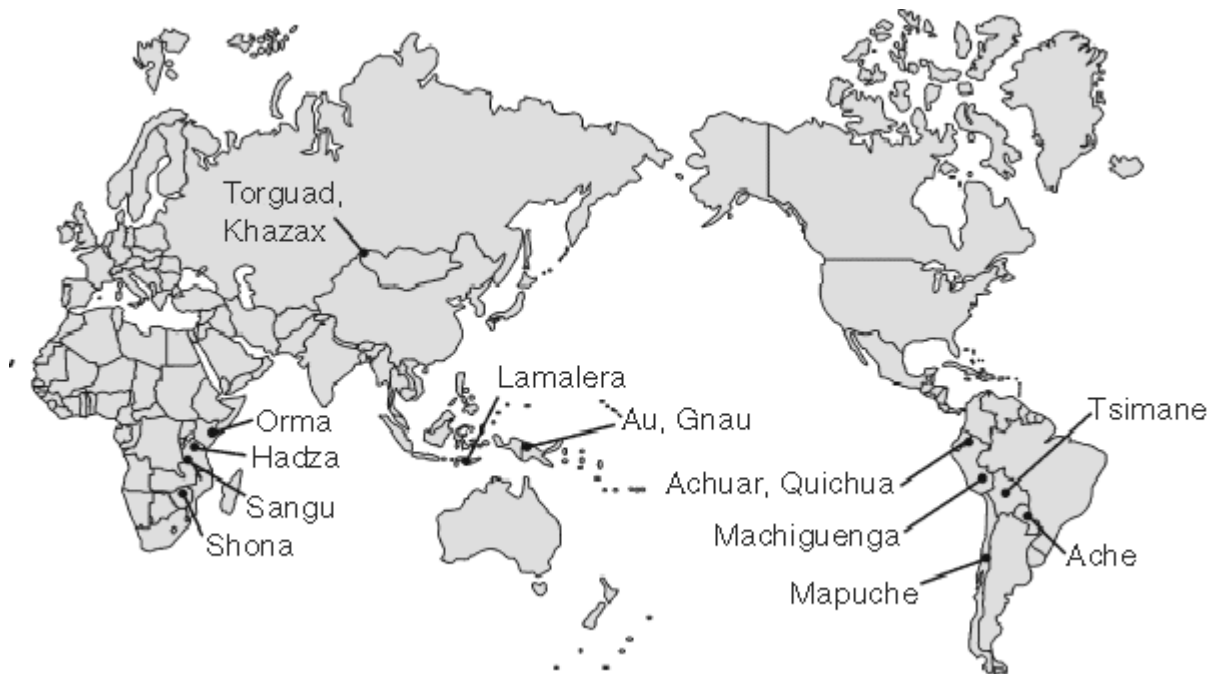 Torguad,
Khazax
Lamalera
Orma
Au, Gnau
Tsimane
Hadza
Achuar, Quichua
Sangu
Machiguenga
Shona
Ache
Mapuche